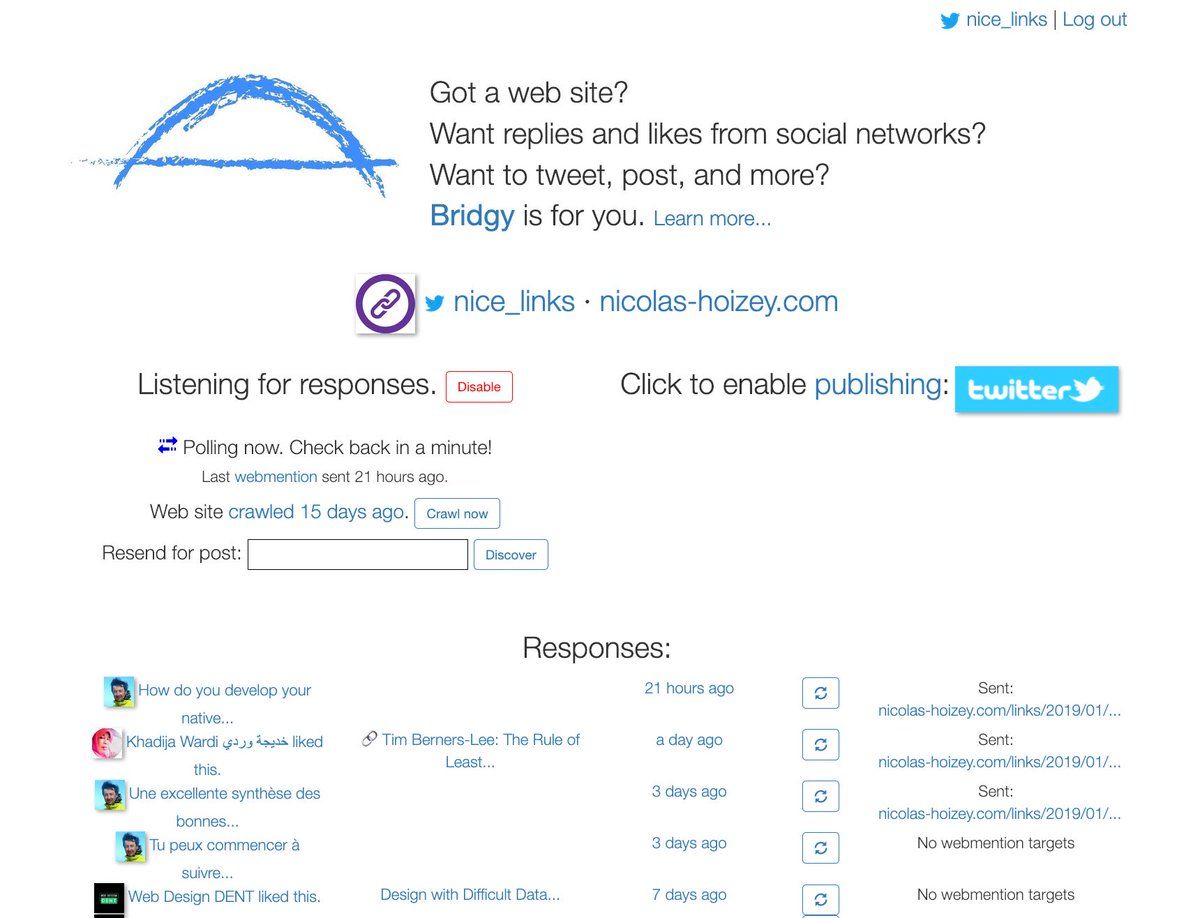 nice_links | Log out
Got a web site?
Want replies and likes from social networks?
Want to tweet, post, and more?
Bridgy is for you. Learn more...
nice_links · nicolas-hoizey.com
Listening for responses. Disable
Click to enable publishing: twitter
Polling now. Check back in a minute!
Last webmention sent 21 hours ago.
Web site crawled 15 days ago. Crawl now
Resend for post: Discover
Responses:
How do you develop your
native...
21 hours ago
Sent:
nicolas-hoizey.com/links/2019/01/...
Khadija Wardi خديجة وردي liked
this.
🔗 Tim Berners-Lee: The Rule of
Least...
a day ago
Sent:
nicolas-hoizey.com/links/2019/01/...
Une excellente synthèse des
bonnes...
3 days ago
Sent:
nicolas-hoizey.com/links/2019/01/...
Tu peux commencer à
suivre...
3 days ago
No webmention targets
Web Design DENT liked this.
Design with Difficult Data...
7 days ago
No webmention targets